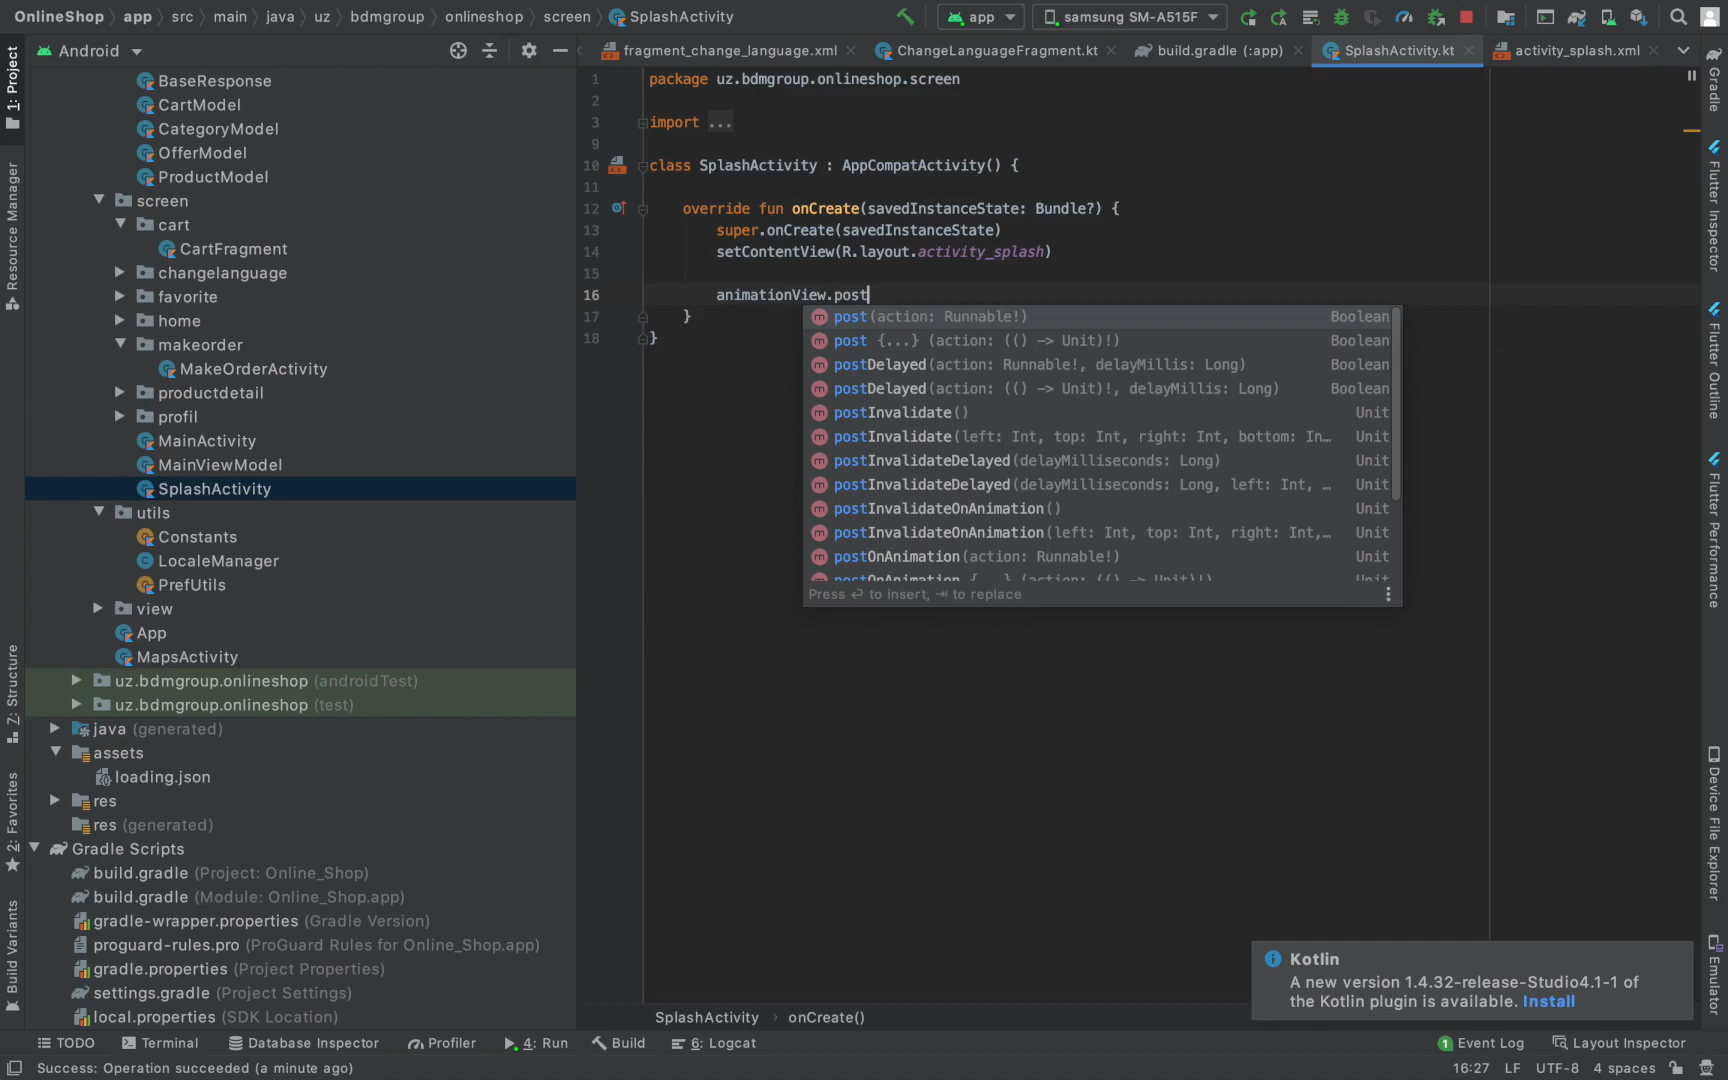 OnlineShop app src main java uz bdmgroup onlineshop screen SplashActivity
app samsung SM-A515F
1: Project
Resource Manager
7: Structure
2: Favorites
Build Variants
Android
BaseResponse
CartModel
CategoryModel
OfferModel
ProductModel
screen
cart
CartFragment
changelanguage
favorite
home
makeorder
MakeOrderActivity
productdetail
profil
MainActivity
MainViewModel
SplashActivity
utils
Constants
LocaleManager
PrefUtils
view
App
MapsActivity
uz.bdmgroup.onlineshop (androidTest)
uz.bdmgroup.onlineshop (test)
java (generated)
assets
loading.json
res
res (generated)
Gradle Scripts
build.gradle (Project: Online_Shop)
build.gradle (Module: Online_Shop.app)
gradle-wrapper.properties (Gradle Version)
proguard-rules.pro (ProGuard Rules for Online_Shop.app)
gradle.properties (Project Properties)
settings.gradle (Project Settings)
local.properties (SDK Location)
fragment_change_language.xml ChangeLanguageFragment.kt build.gradle (:app) SplashActivity.kt activity_splash.xml
1 package uz.bdmgroup.onlineshop.screen
2
3 import ...
9
10 class SplashActivity : AppCompatActivity() {
11
12 override fun onCreate(savedInstanceState: Bundle?) {
13 super.onCreate(savedInstanceState)
14 setContentView(R.layout.activity_splash)
15
16 animationView.post
17 }
18 }
post(action: Runnable!) Boolean
post {...} (action: (() -> Unit)!) Boolean
postDelayed(action: Runnable!, delayMillis: Long) Boolean
postDelayed(action: (() -> Unit)!, delayMillis: Long) Boolean
postInvalidate() Unit
postInvalidate(left: Int, top: Int, right: Int, bottom: In… Unit
postInvalidateDelayed(delayMilliseconds: Long) Unit
postInvalidateDelayed(delayMilliseconds: Long, left: Int, … Unit
postInvalidateOnAnimation() Unit
postInvalidateOnAnimation(left: Int, top: Int, right: Int,… Unit
postOnAnimation(action: Runnable!) Unit
postOnAnimation {...} (action: (() -> Unit)!) Unit
Press ↩ to insert, ⇥ to replace
Gradle
Flutter Inspector
Flutter Outline
Flutter Performance
Device File Explorer
Emulator
Kotlin
A new version 1.4.32-release-Studio4.1-1 of
the Kotlin plugin is available. Install
SplashActivity › onCreate()
TODO Terminal Database Inspector Profiler 4: Run Build 6: Logcat 1 Event Log Layout Inspector
Success: Operation succeeded (a minute ago) 16:27 LF UTF-8 4 spaces